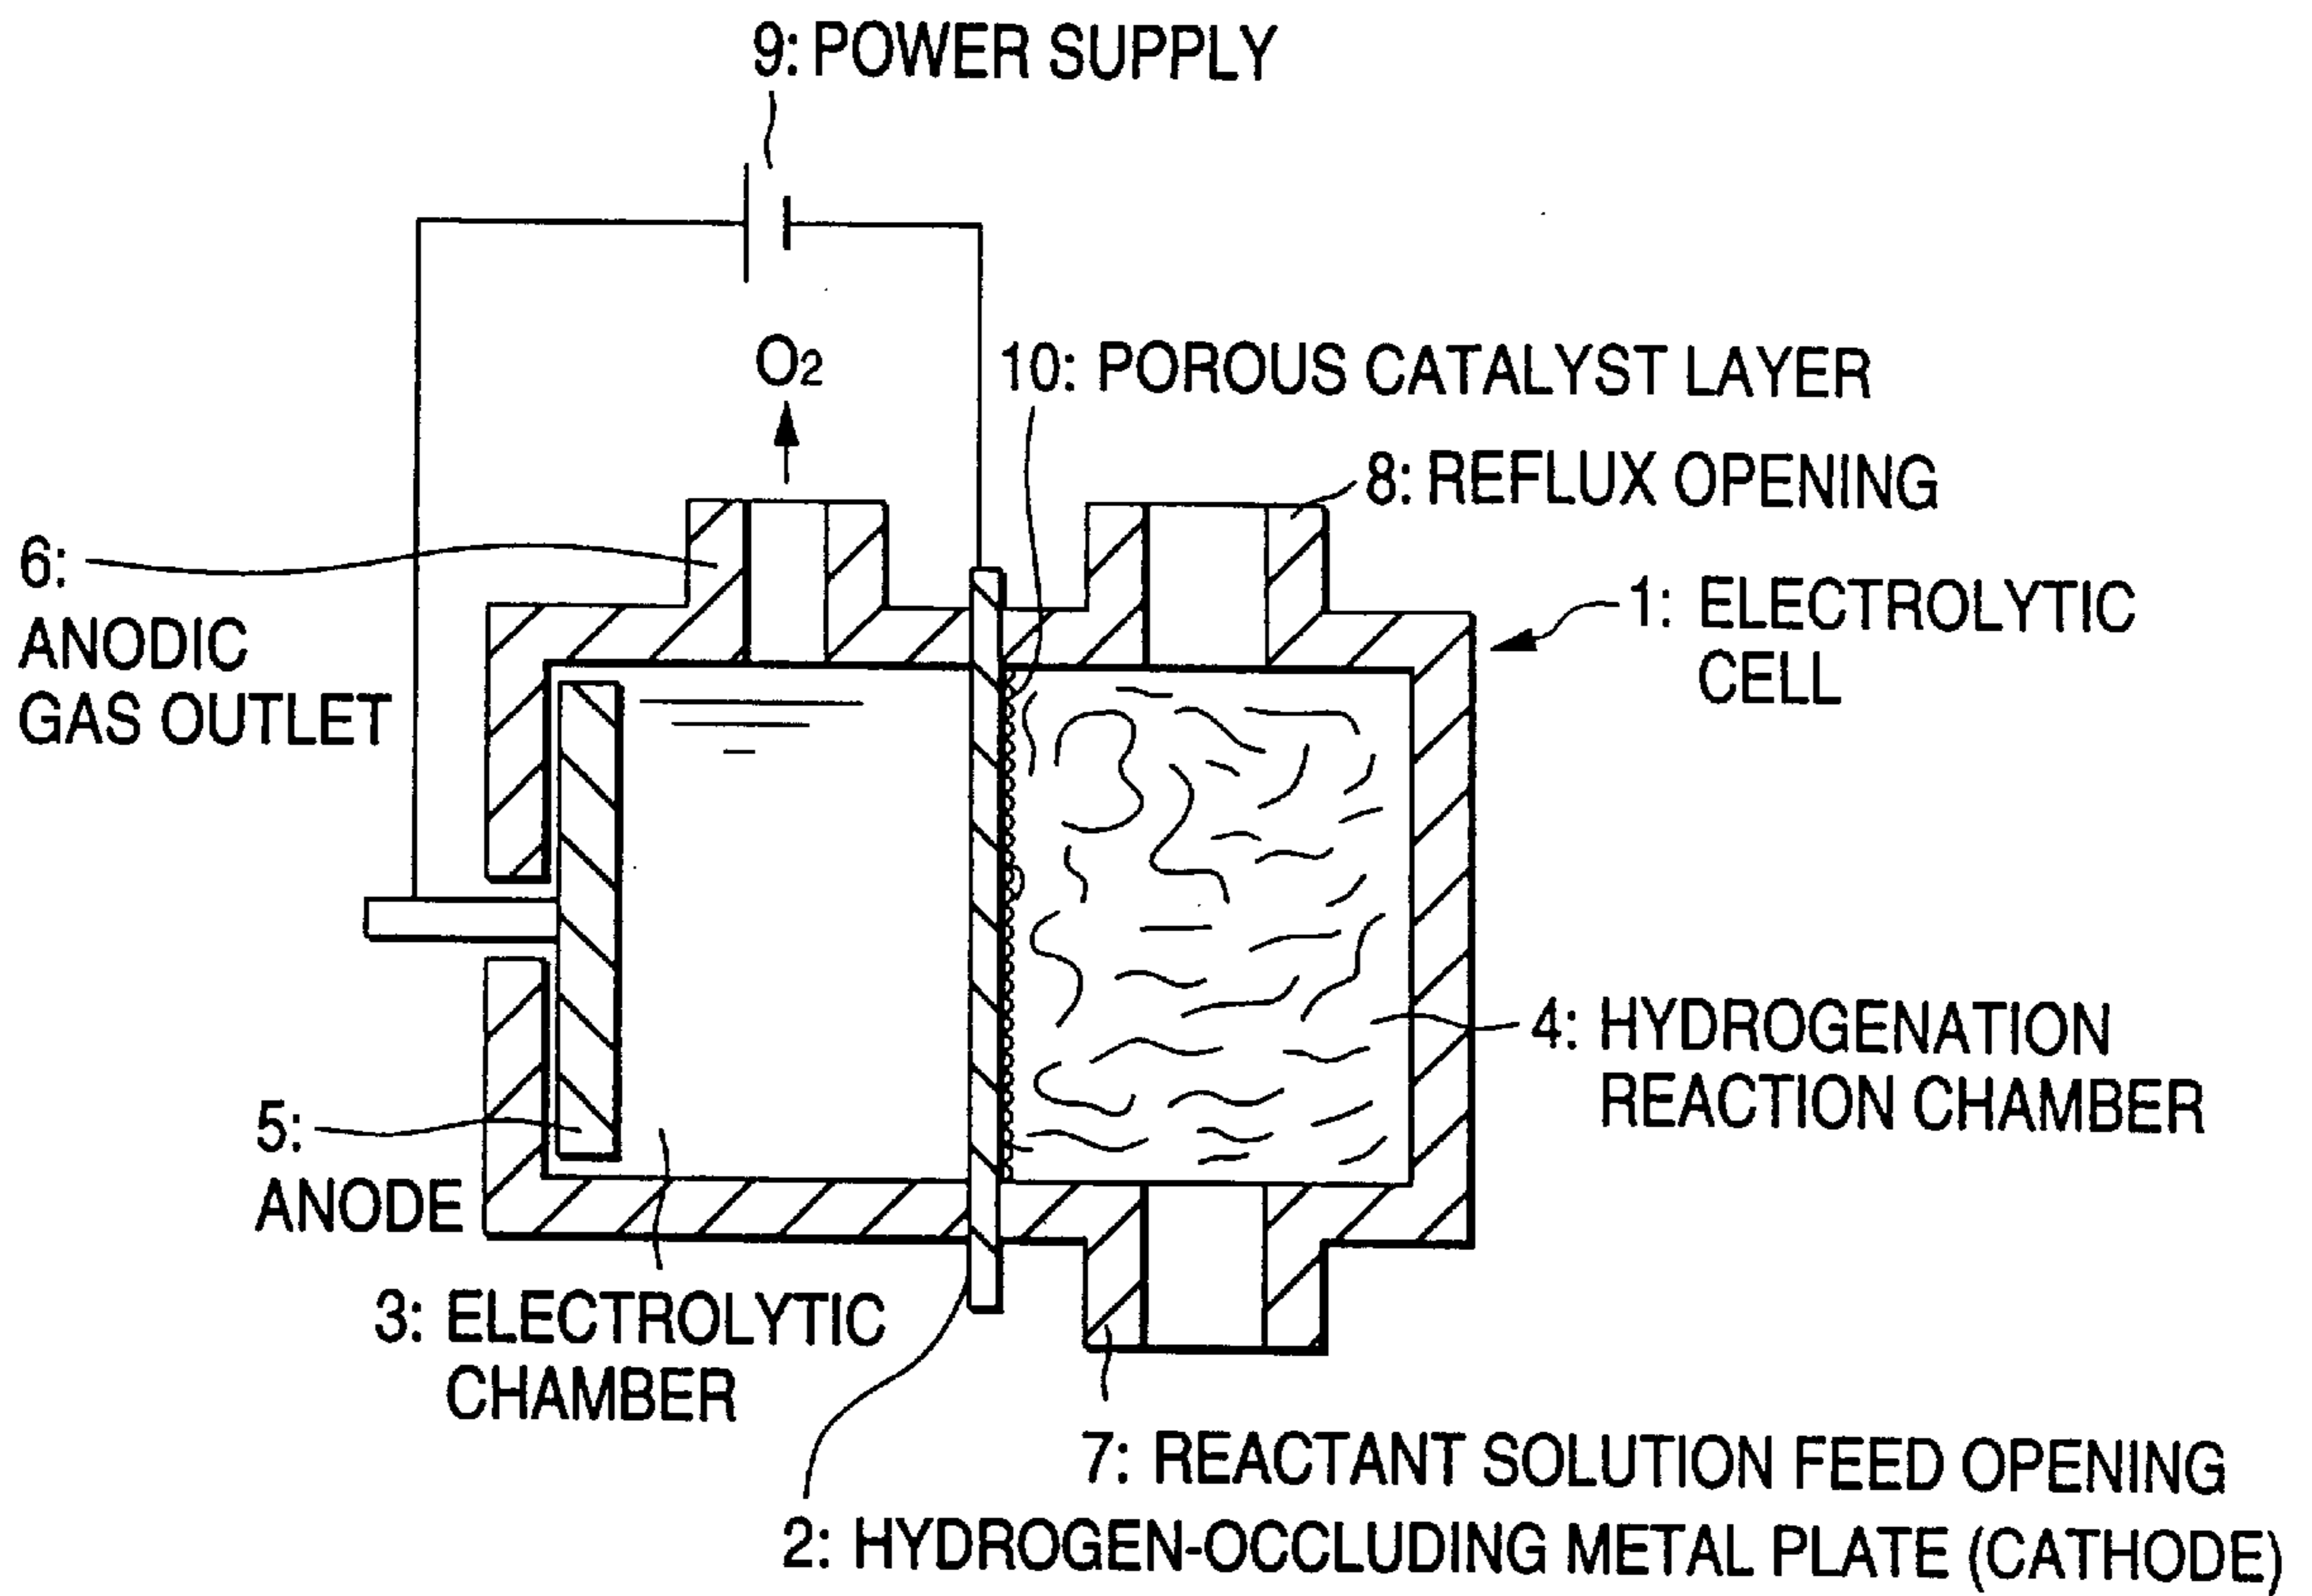 9: POWER SUPPLY
O2
10: POROUS CATALYST LAYER
8: REFLUX OPENING
6:
ANODIC
GAS OUTLET
1: ELECTROLYTIC
CELL
4: HYDROGENATION
REACTION CHAMBER
5:
ANODE
3: ELECTROLYTIC
CHAMBER
7: REACTANT SOLUTION FEED OPENING
2: HYDROGEN-OCCLUDING METAL PLATE (CATHODE)